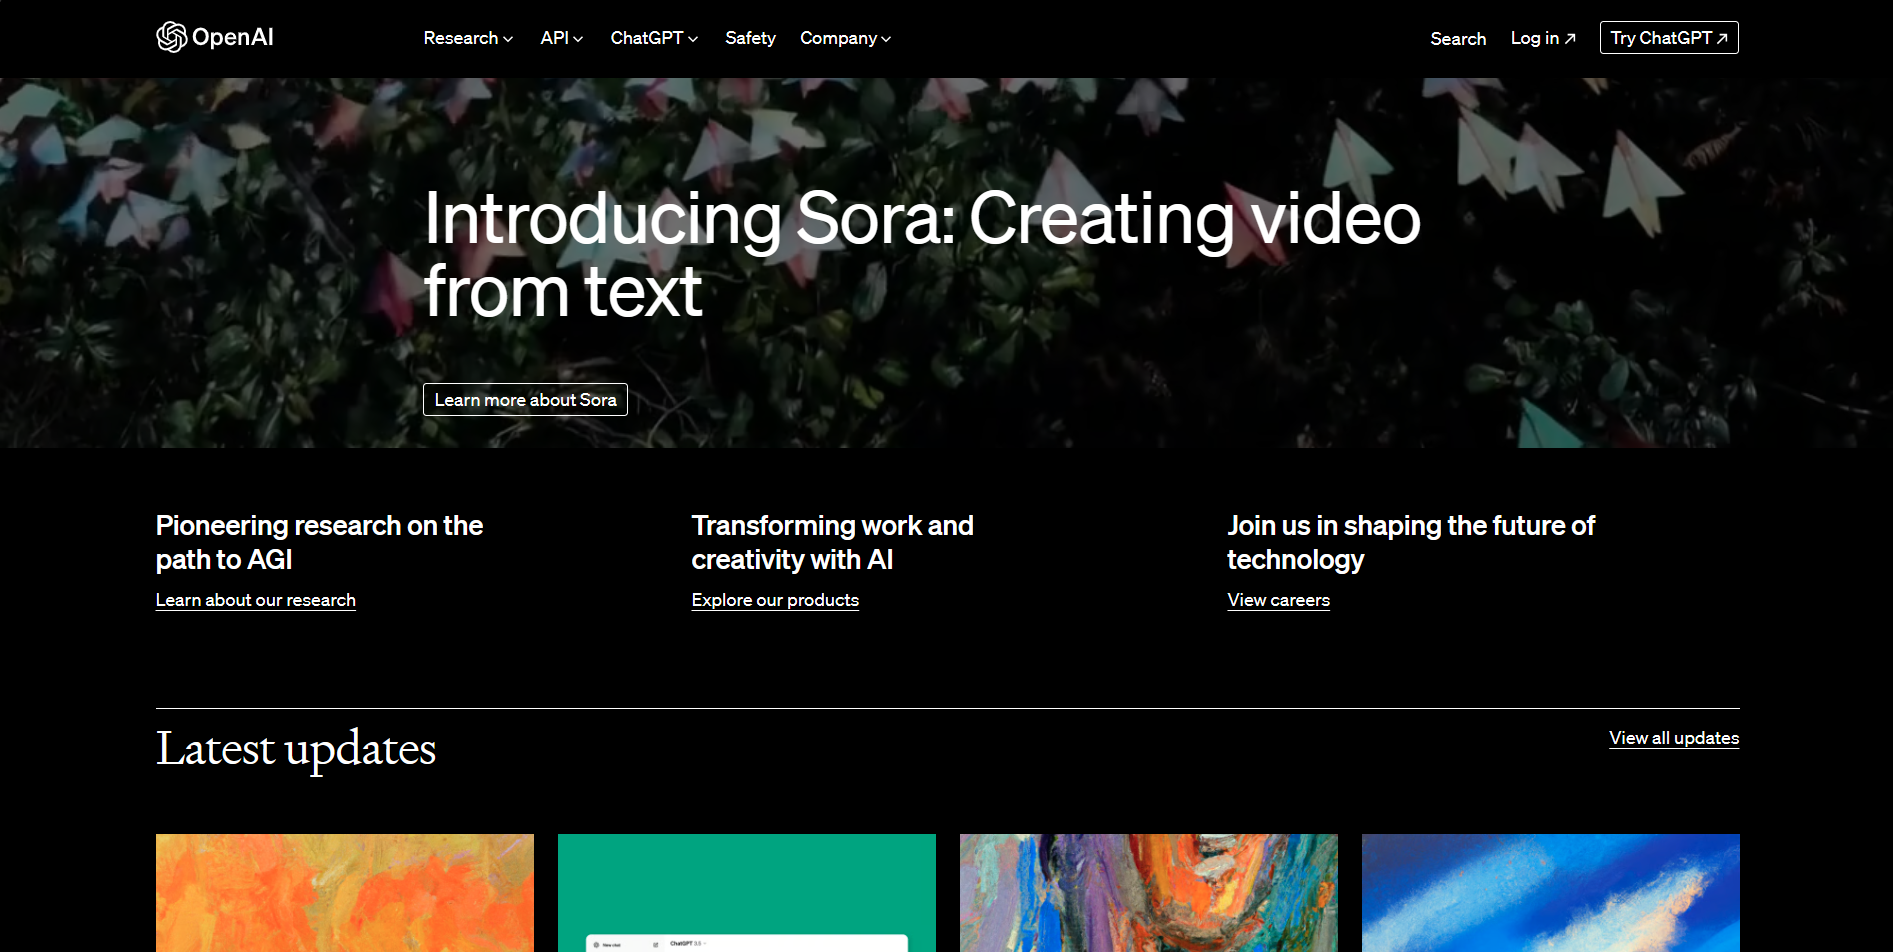 OpenAI
Research API ChatGPT Safety Company
Search Log in Try ChatGPT
Introducing Sora: Creating video
from text
Learn more about Sora
Pioneering research on the
path to AGI
Learn about our research
Transforming work and
creativity with AI
Explore our products
Join us in shaping the future of
technology
View careers
Latest updates
View all updates
New chat
ChatGPT 3.5